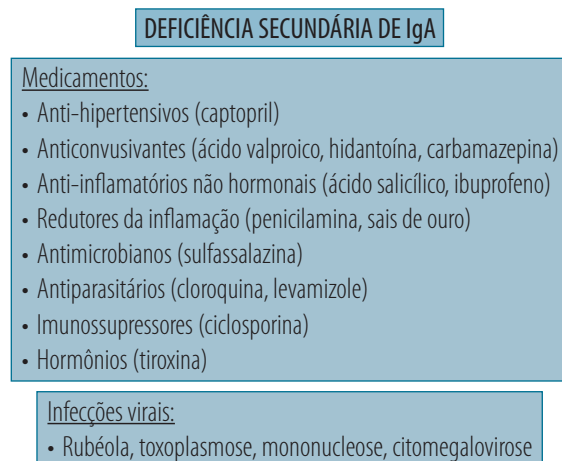 DEFICIÊNCIA SECUNDÁRIA DE IgA
Medicamentos:
• Anti-hipertensivos (captopril)
• Anticonvusivantes (ácido valproico, hidantoína, carbamazepina)
• Anti-inflamatórios não hormonais (ácido salicílico, ibuprofeno)
• Redutores da inflamação (penicilamina, sais de ouro)
• Antimicrobianos (sulfassalazina)
• Antiparasitários (cloroquina, levamizole)
• Imunossupressores (ciclosporina)
• Hormônios (tiroxina)
Infecções virais:
• Rubéola, toxoplasmose, mononucleose, citomegalovirose